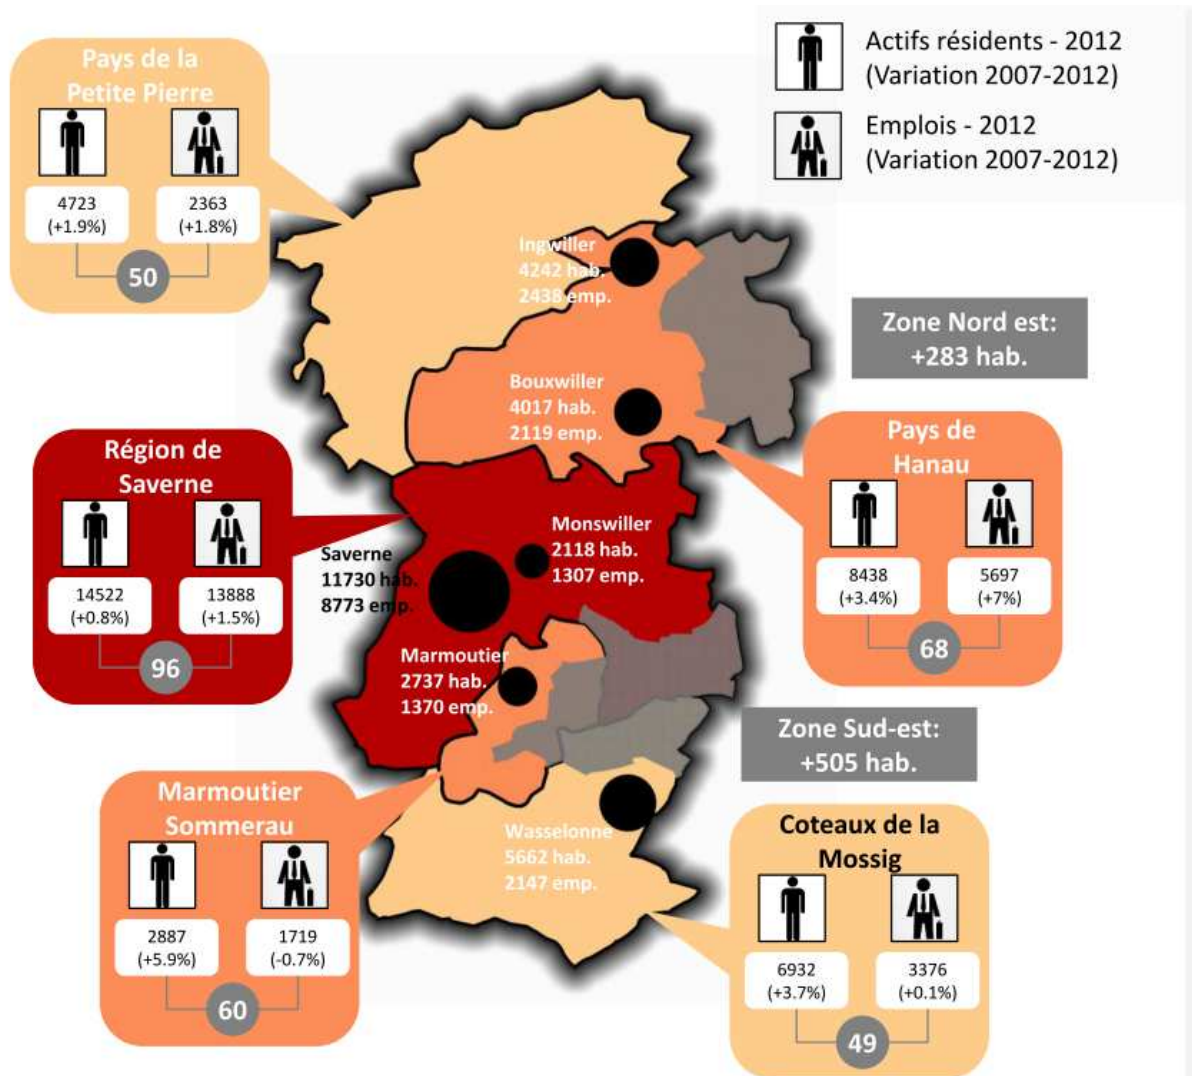 Actifs résidents - 2012
(Variation 2007-2012)
Emplois - 2012
(Variation 2007-2012)
Pays de la
Petite Pierre
4723
(+1.9%)
2363
(+1.8%)
50
Ingwiller
4242 hab.
2438 emp.
Zone Nord est:
+283 hab.
Bouxwiller
4017 hab.
2119 emp.
Pays de
Hanau
8438
(+3.4%)
5697
(+7%)
68
Région de
Saverne
14522
(+0.8%)
13888
(+1.5%)
96
Monswiller
2118 hab.
1307 emp.
Saverne
11730 hab.
8773 emp.
Marmoutier
2737 hab.
1370 emp.
Zone Sud-est:
+505 hab.
Marmoutier
Sommerau
2887
(+5.9%)
1719
(-0.7%)
60
Wasselonne
5662 hab.
2147 emp.
Coteaux de la
Mossig
6932
(+3.7%)
3376
(+0.1%)
49